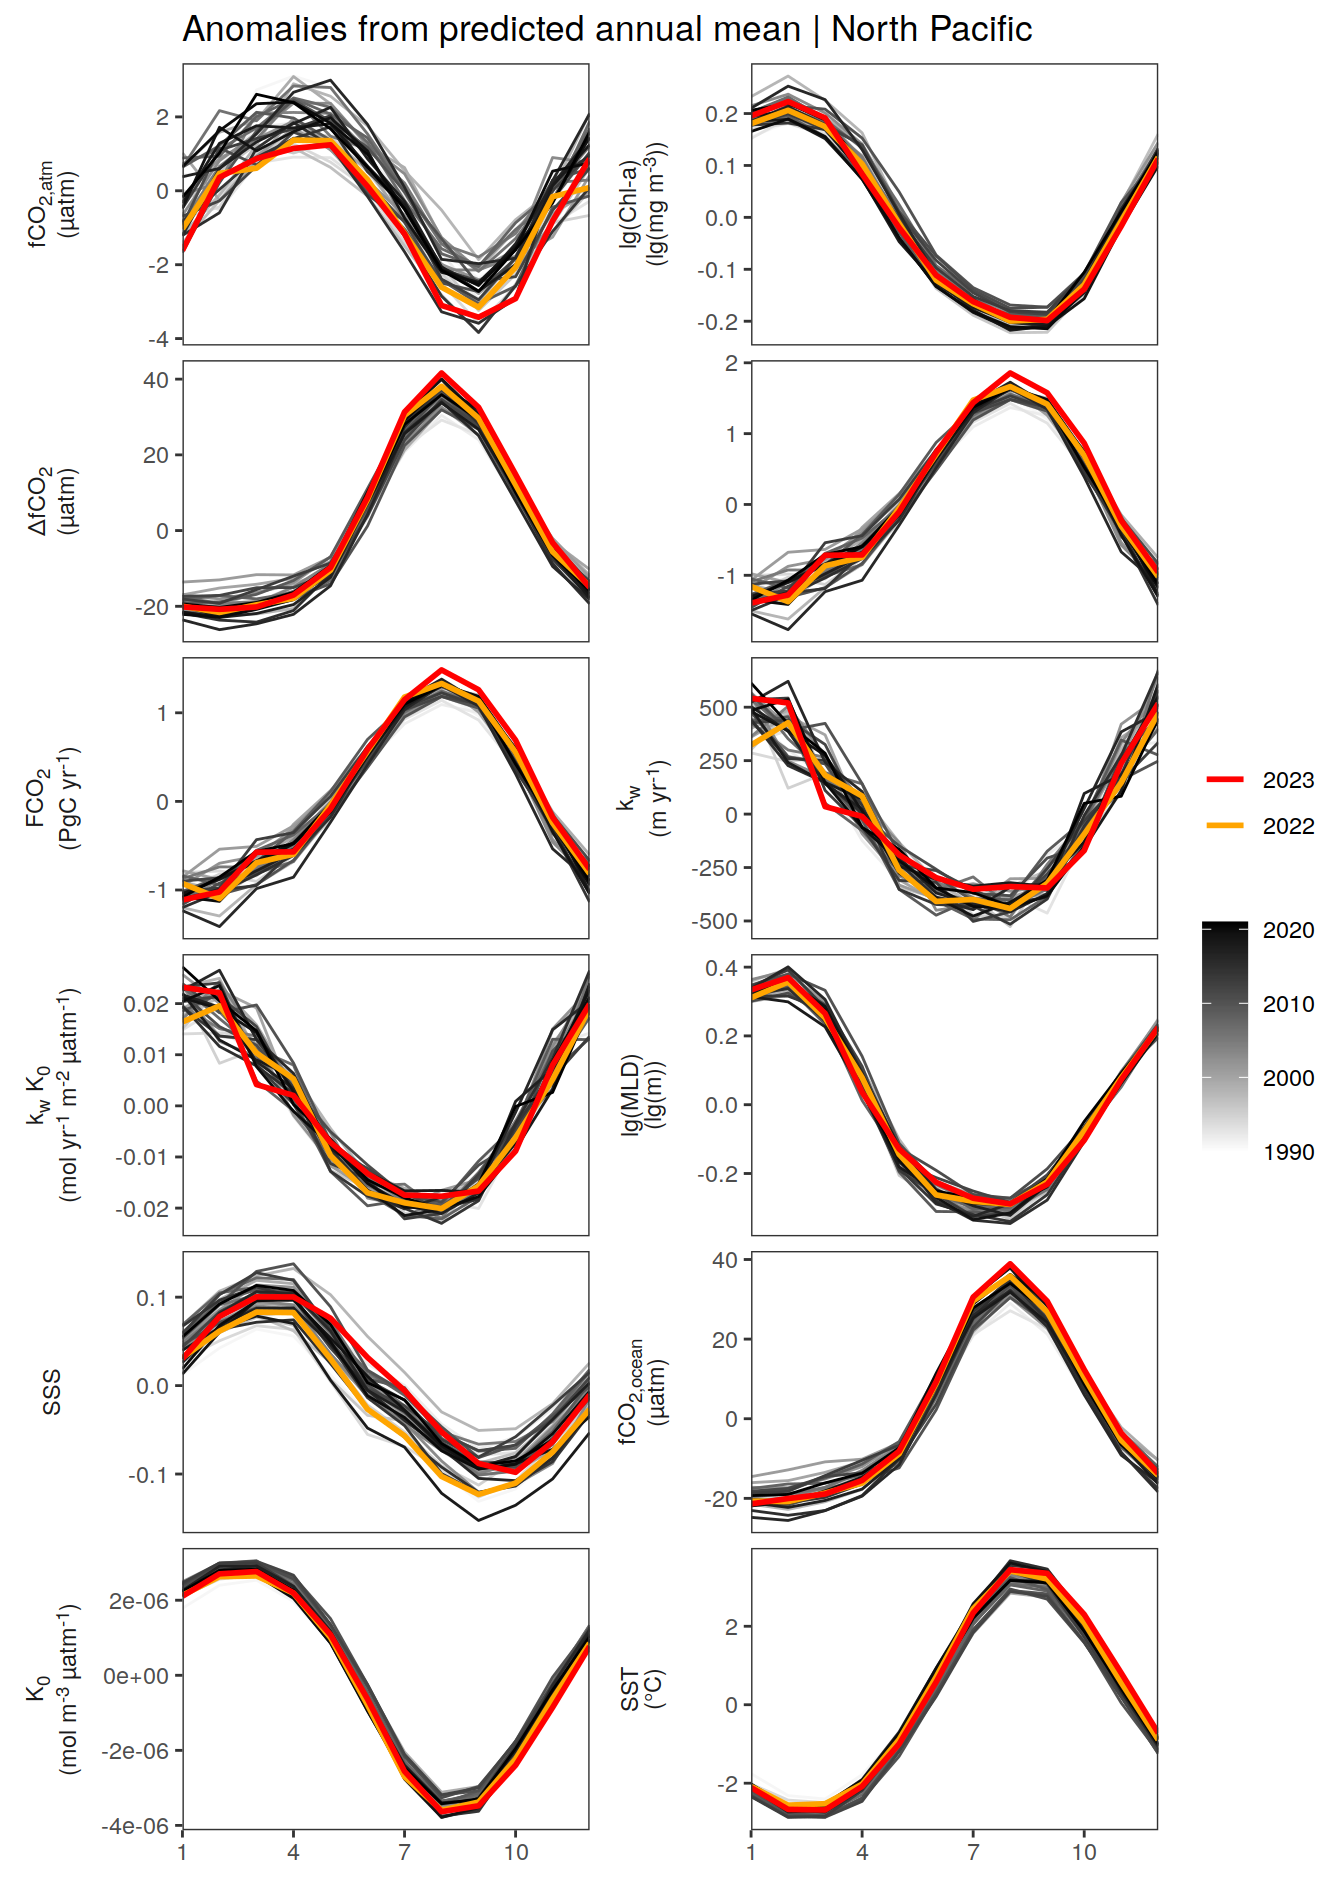 Anomalies from predicted annual mean | North Pacific
fCO2,atm
(µatm)
2
0
-2
-4
lg(Chl-a)
(lg(mg m-3))
0.2
0.1
0.0
-0.1
-0.2
ΔfCO2
(µatm)
40
20
0
-20
2
1
0
-1
FCO2
(PgC yr-1)
1
0
-1
kw
(m yr-1)
500
250
0
-250
-500
2023
2022
2020
2010
2000
1990
kw K0
(mol yr-1 m-2 µatm-1)
0.02
0.01
0.00
-0.01
-0.02
lg(MLD)
(lg(m))
0.4
0.2
0.0
-0.2
SSS
0.1
0.0
-0.1
fCO2,ocean
(µatm)
40
20
0
-20
K0
(mol m-3 µatm-1)
2e-06
0e+00
-2e-06
-4e-06
SST
(°C)
2
0
-2
1 4 7 10
1 4 7 10